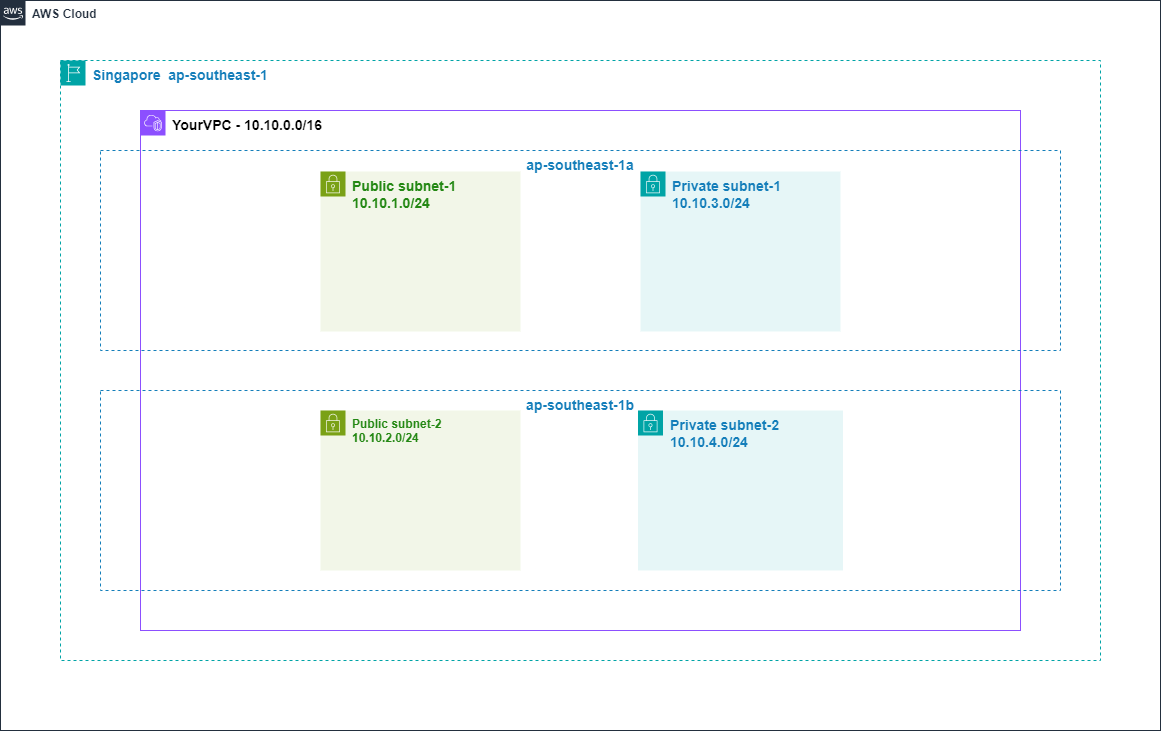 aws
AWS Cloud
Singapore ap-southeast-1
YourVPC - 10.10.0.0/16
ap-southeast-1a
Public subnet-1
10.10.1.0/24
Private subnet-1
10.10.3.0/24
ap-southeast-1b
Public subnet-2
10.10.2.0/24
Private subnet-2
10.10.4.0/24